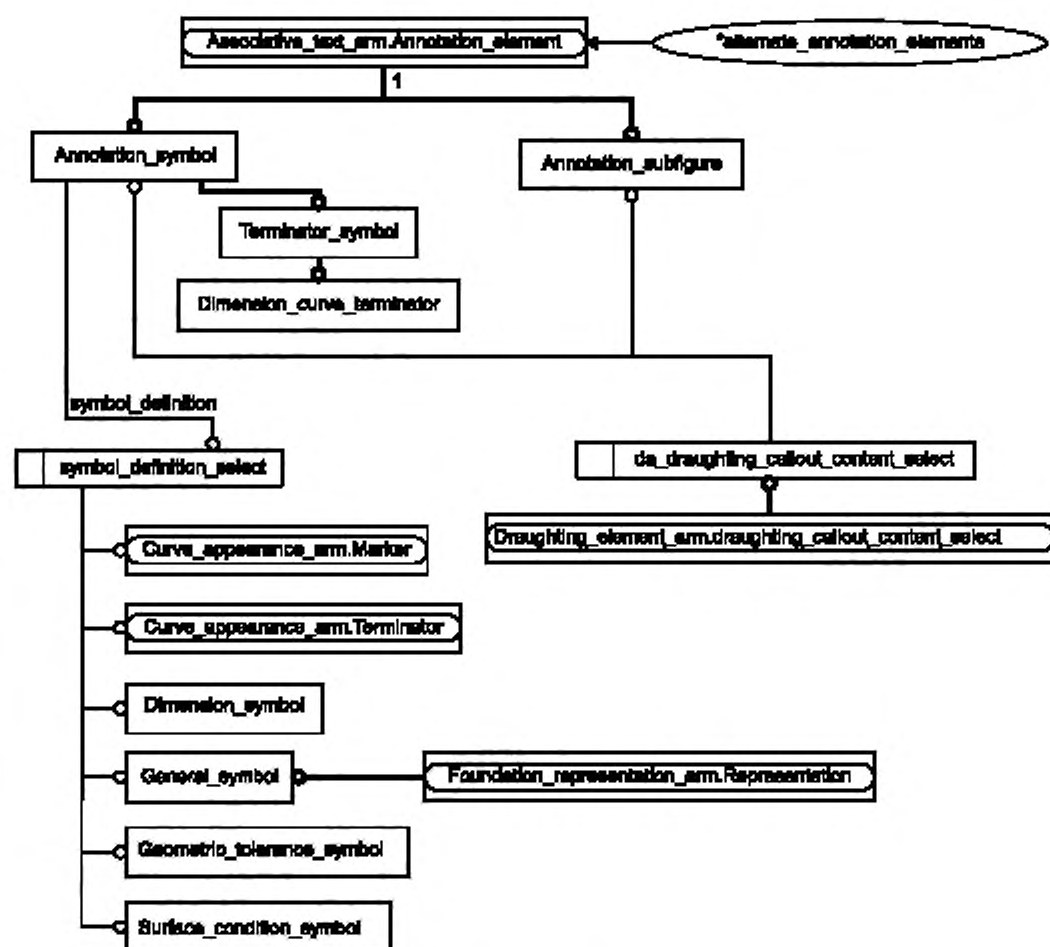 Associative_text_arm.Annotation_element
*alternate_annotation_elements
1
Annotation_symbol
Annotation_subfigure
Terminator_symbol
Dimension_curve_terminator
symbol_definition
symbol_definition_select
da_draughting_callout_content_select
Draughting_element_arm.draughting_callout_content_select
Curve_appearance_arm.Marker
Curve_appearance_arm.Terminator
Dimension_symbol
General_symbol
Foundation_representation_arm.Representation
Geometric_tolerance_symbol
Surface_condition_symbol